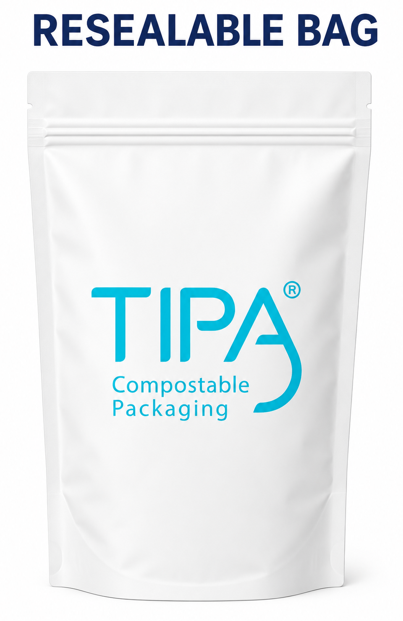 RESEALABLE BAG
TIPA®
Compostable
Packaging